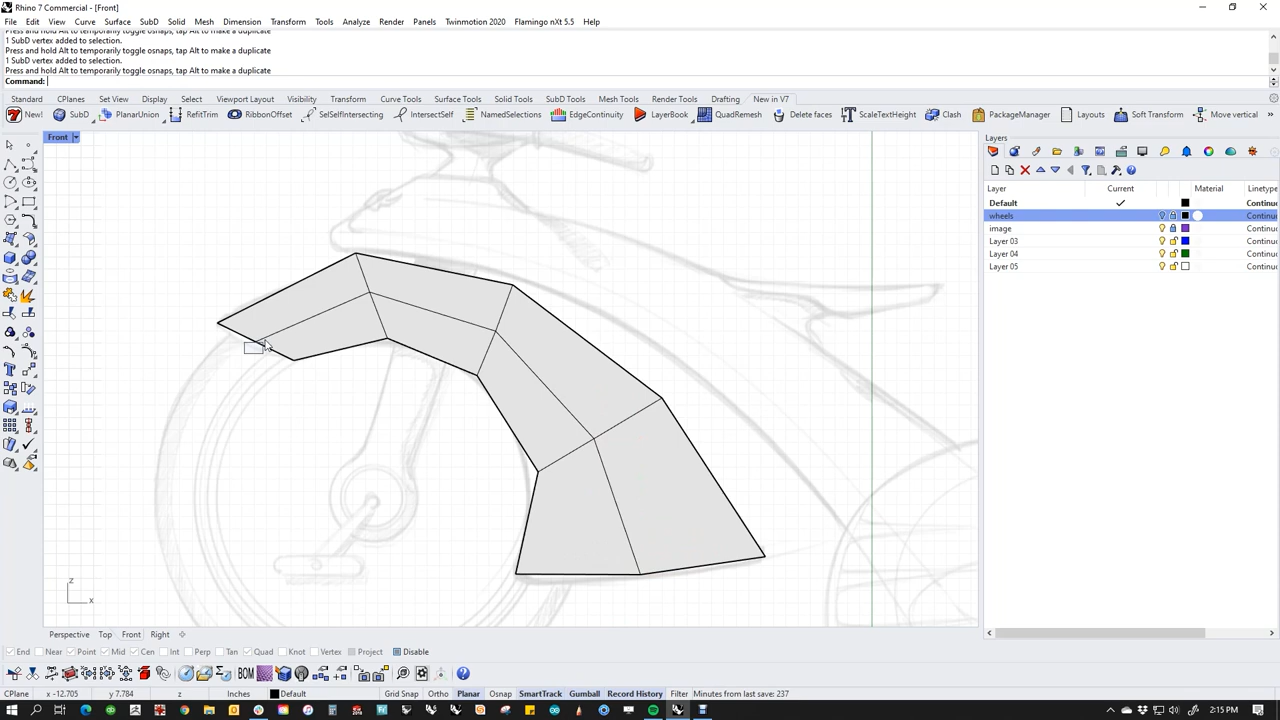 Rhino 7 Commercial - [Front]
File Edit View Curve Surface SubD Solid Mesh Dimension Transform Tools Analyze Render Panels Twinmotion 2020 Flamingo nXt 5.5 Help
Press and hold Alt to temporarily toggle osnaps, tap Alt to make a duplicate
1 SubD vertex added to selection.
Press and hold Alt to temporarily toggle osnaps, tap Alt to make a duplicate
1 SubD vertex added to selection.
Press and hold Alt to temporarily toggle osnaps, tap Alt to make a duplicate
Command:
Standard CPlanes Set View Display Select Viewport Layout Visibility Transform Curve Tools Surface Tools Solid Tools SubD Tools Mesh Tools Render Tools Drafting New in V7
New! SubD PlanarUnion RefitTrim RibbonOffset SelSelfIntersecting IntersectSelf NamedSelections EdgeContinuity LayerBook QuadRemesh Delete faces ScaleTextHeight Clash PackageManager Layouts Soft Transform Move vertical
Front
Layers
Layer Current Material Linetype
Default Continuc
wheels Continuc
image Continuc
Layer 03 Continuc
Layer 04 Continuc
Layer 05 Continuc
z
x
Perspective Top Front Right
End Near Point Mid Cen Int Perp Tan Quad Knot Vertex Project Disable
BOM
CPlane x -12.705 y 7.784 z Inches Default Grid Snap Ortho Planar Osnap SmartTrack Gumball Record History Filter Minutes from last save: 237
2:15 PM